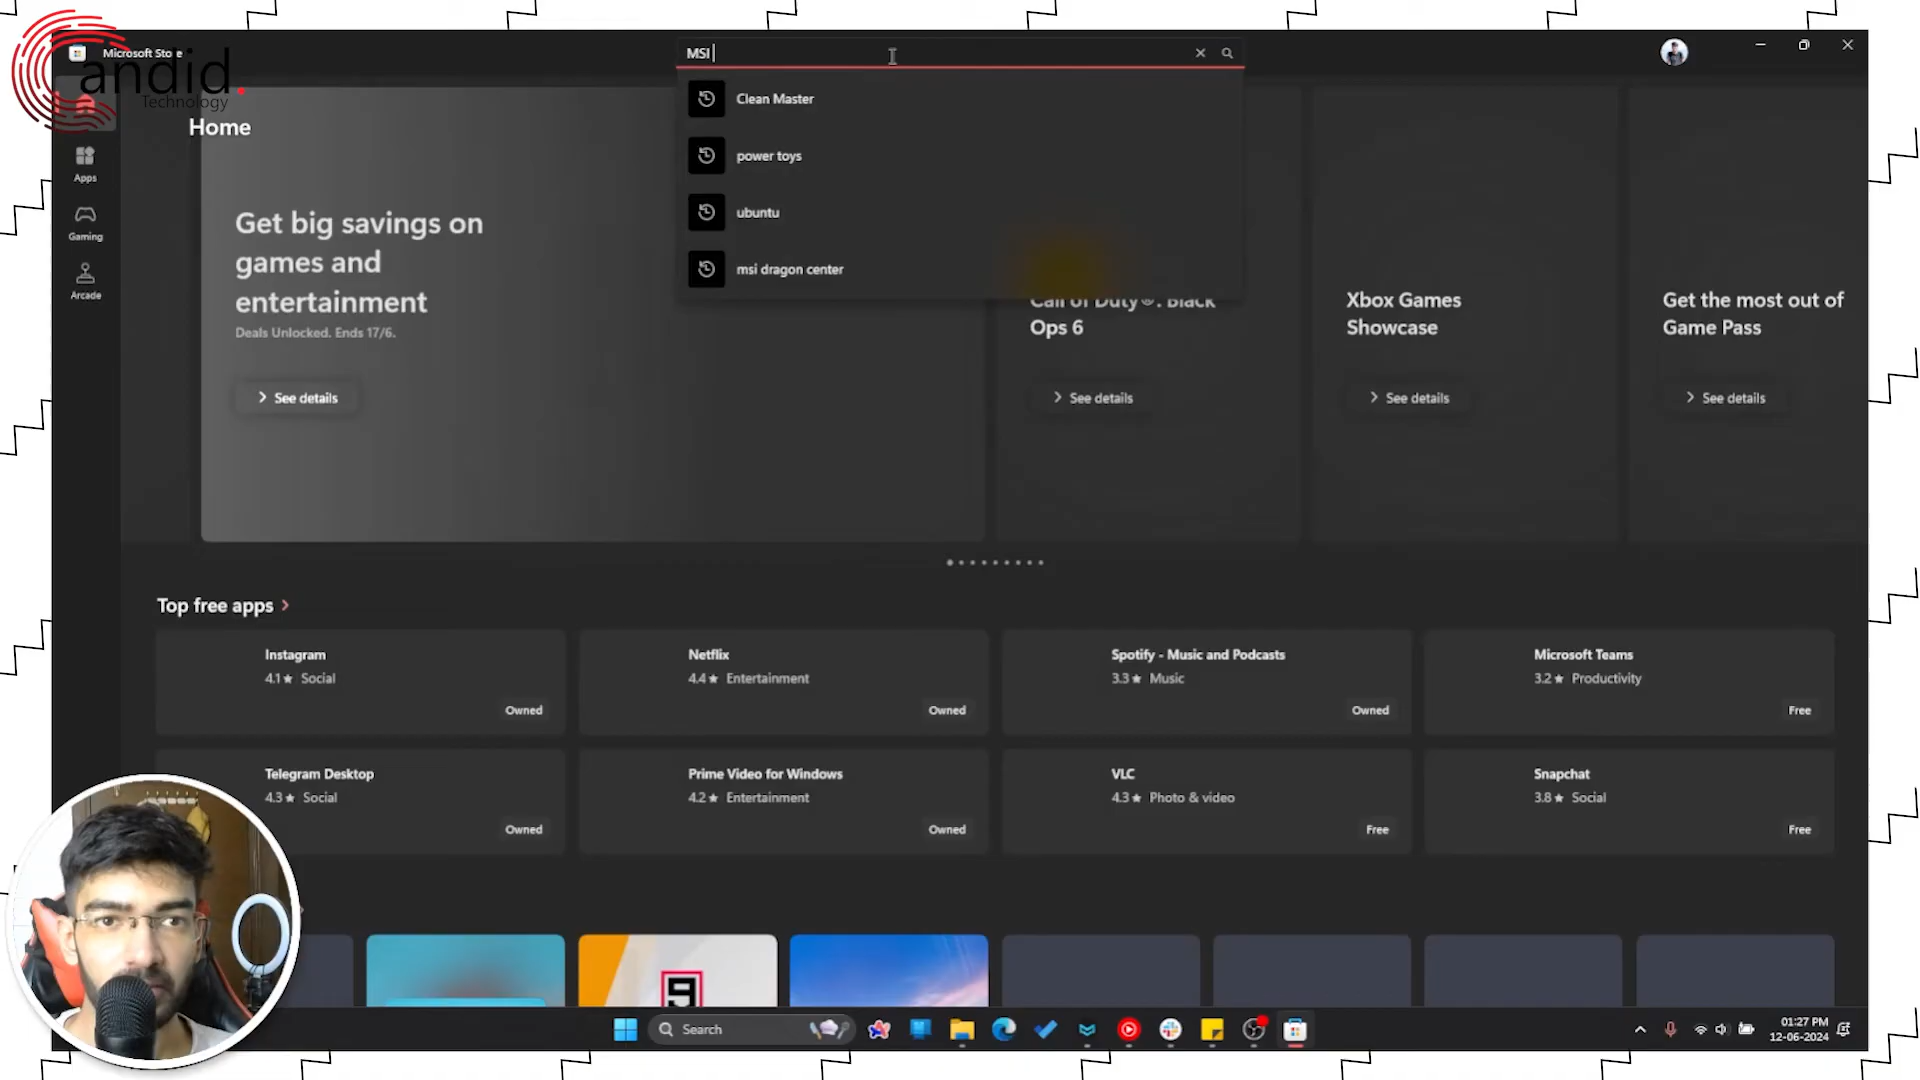 Microsoft Store
andid.
Technology
MSI
Clean Master
power toys
ubuntu
msi dragon center
Home
Apps
Gaming
Arcade
Get big savings on
games and
entertainment
Deals Unlocked. Ends 17/6.
See details
Call of Duty®: Black
Ops 6
See details
Xbox Games
Showcase
See details
Get the most out of
Game Pass
See details
Top free apps
Instagram
4.1★ Social
Owned
Netflix
4.4★ Entertainment
Owned
Spotify - Music and Podcasts
3.3★ Music
Owned
Microsoft Teams
3.2★ Productivity
Free
Telegram Desktop
4.3★ Social
Owned
Prime Video for Windows
4.2★ Entertainment
Owned
VLC
4.3★ Photo & video
Free
Snapchat
3.8★ Social
Free
Search
01:27 PM
12-06-2024